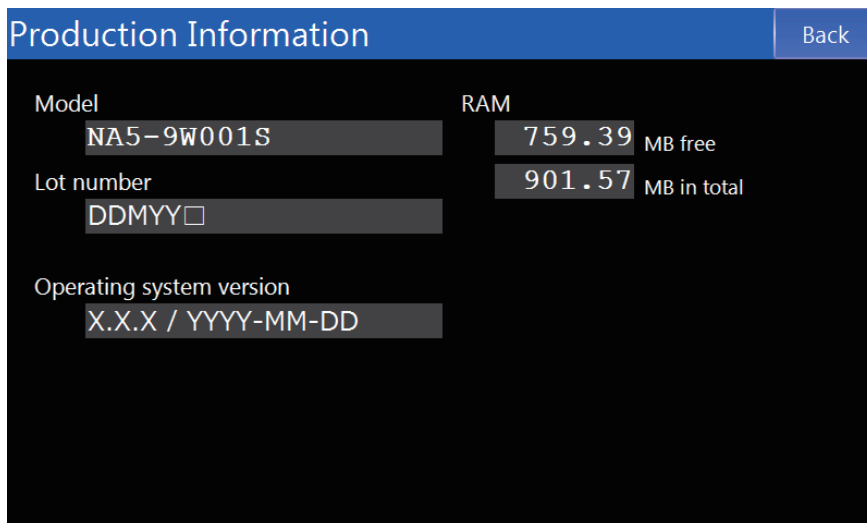 Production Information
Back
Model
NA5-9W001S
Lot number
DDMYY□
Operating system version
X.X.X / YYYY-MM-DD
RAM
759.39 MB free
901.57 MB in total